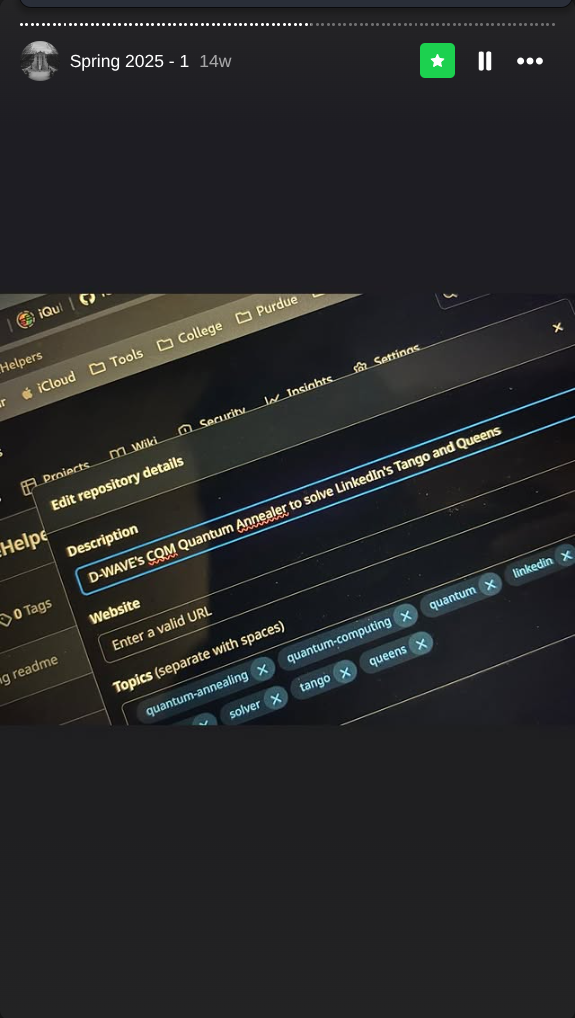 Spring 2025 - 1 14w
iQui
Helpers
iCloud
Tools
College
Purdue
Projects
Wiki
Security
Insights
Settings
Edit repository details
Description
D-WAVE's CQM Quantum Annealer to solve LinkedIn's Tango and Queens
Website
Enter a valid URL
Topics (separate with spaces)
quantum-annealing
quantum-computing
quantum
linkedin
solver
tango
queens
Helpe
0 Tags
readme